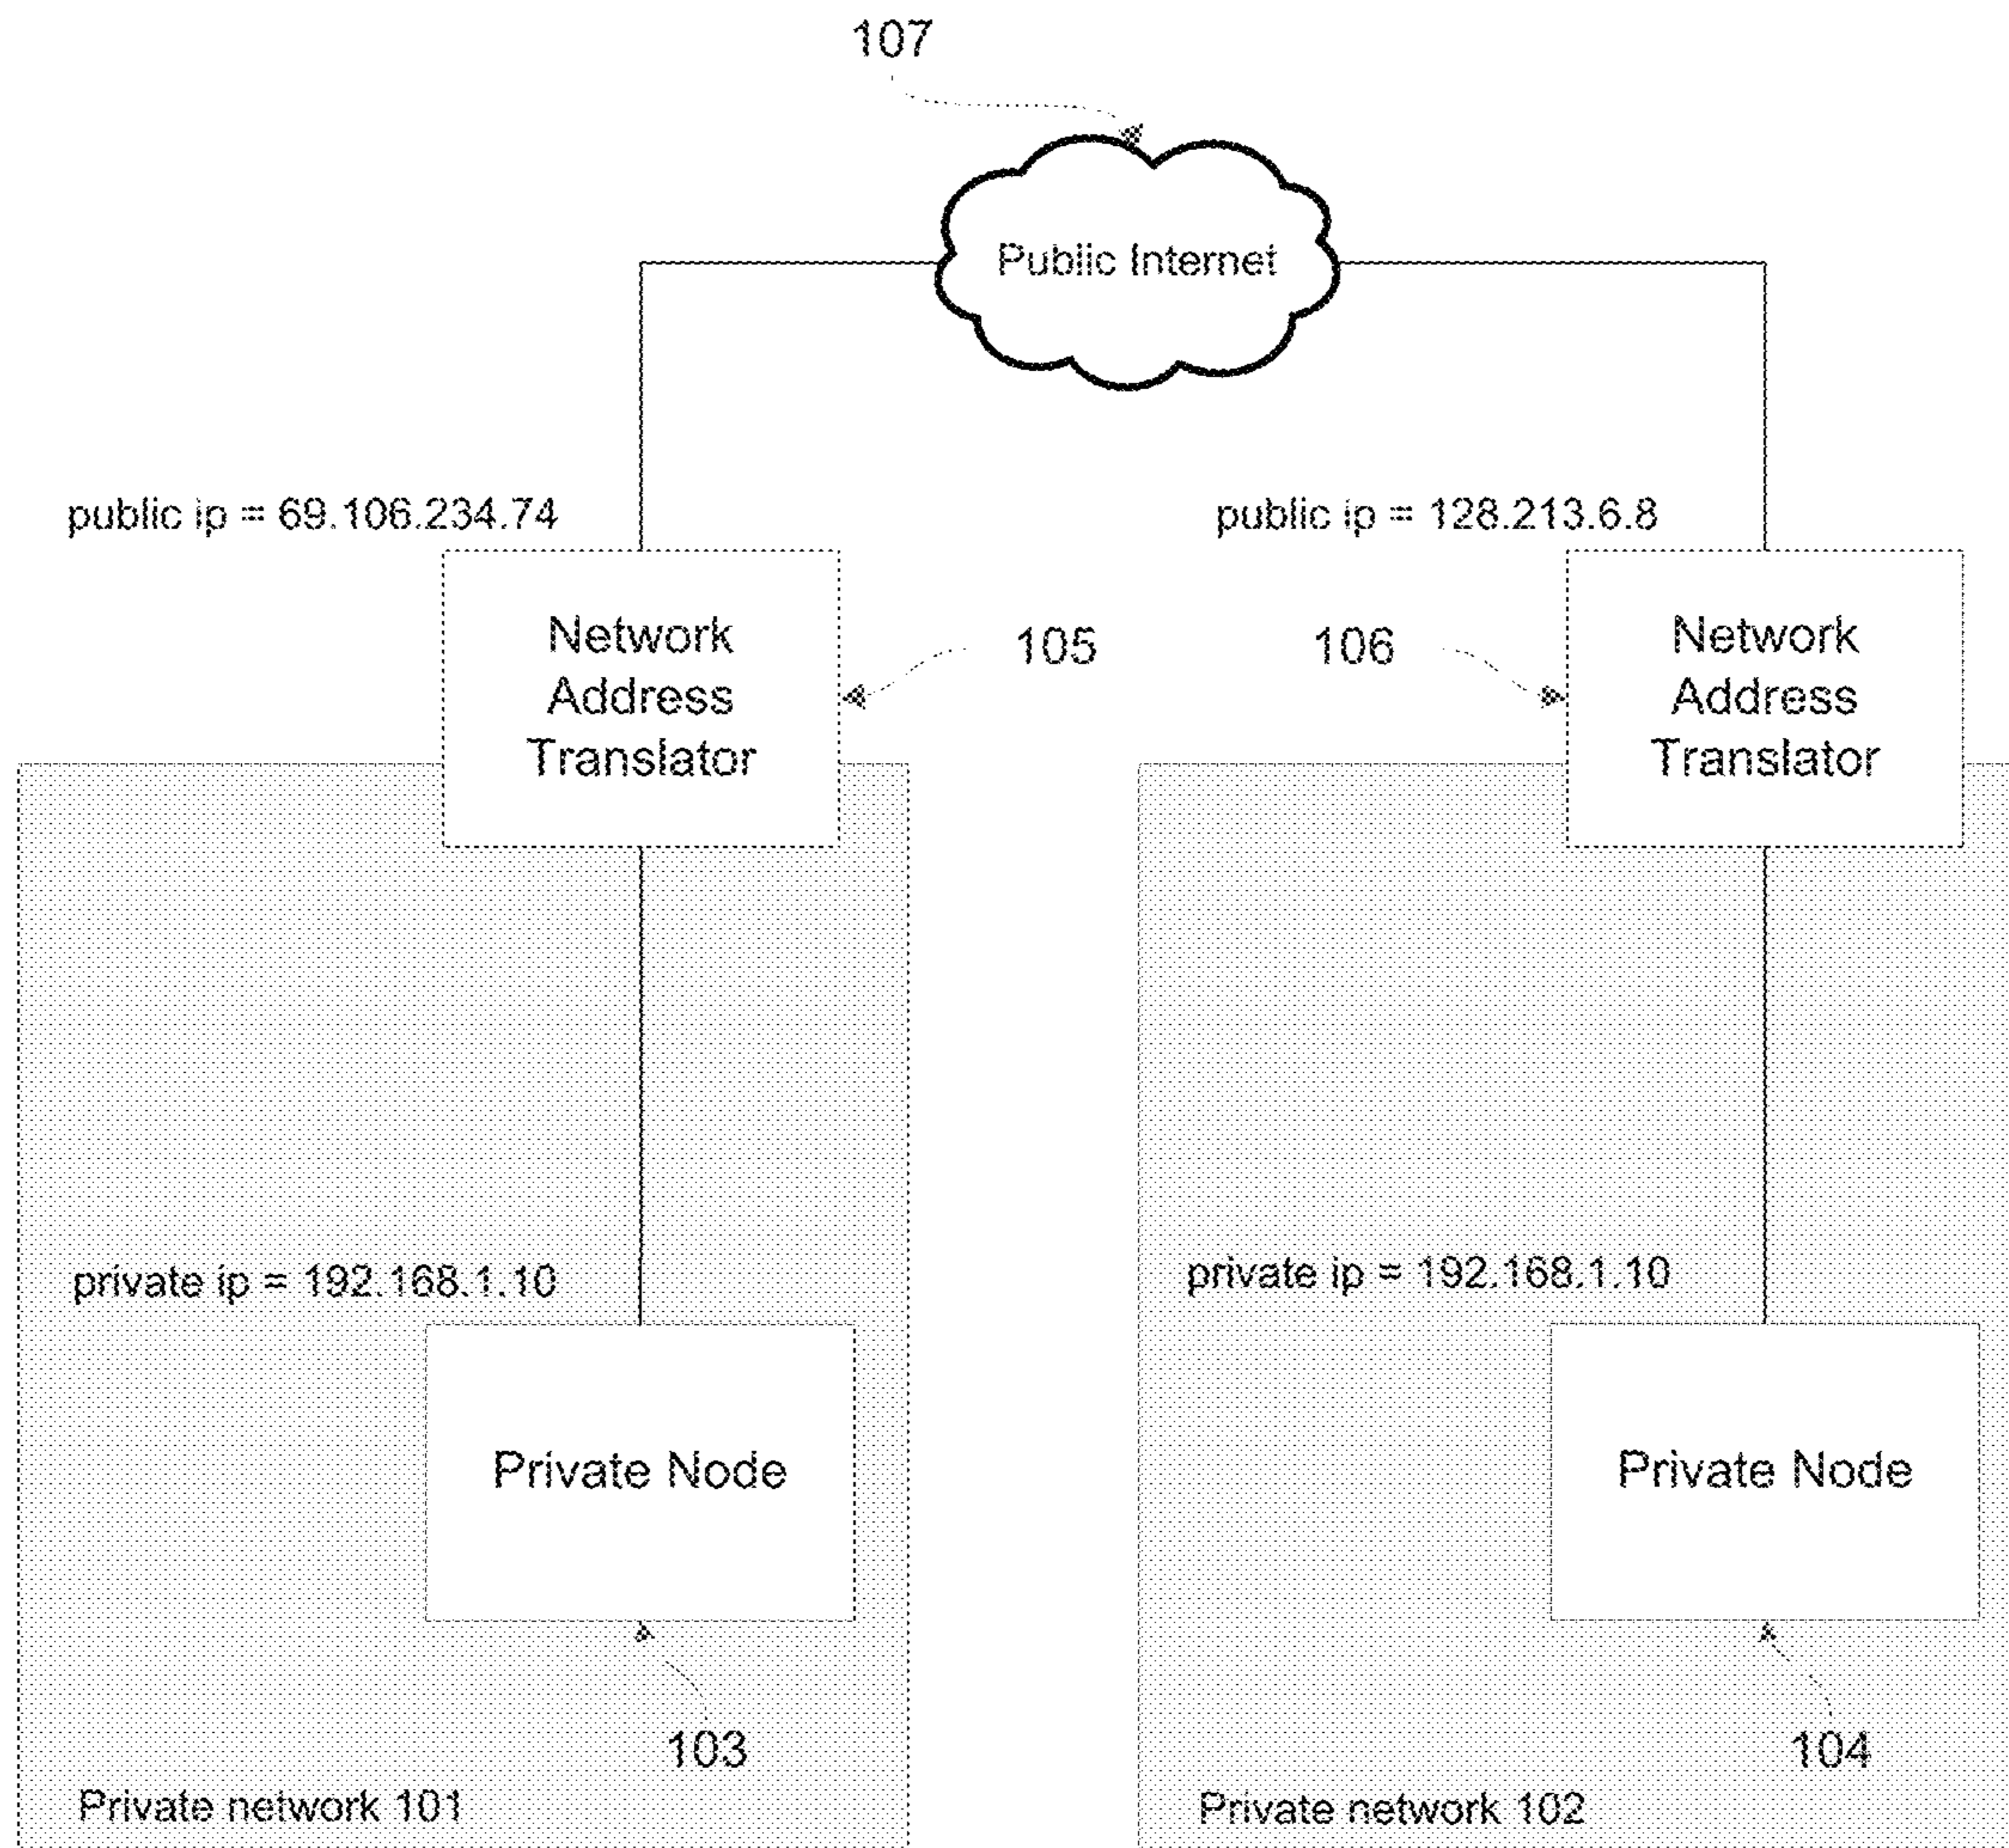 107
Public Internet
public ip = 69.106.234.74
public ip = 128.213.6.8
Network
Address
Translator
105
106
Network
Address
Translator
private ip = 192.168.1.10
private ip = 192.168.1.10
Private Node
Private Node
103
104
Private network 101
Private network 102